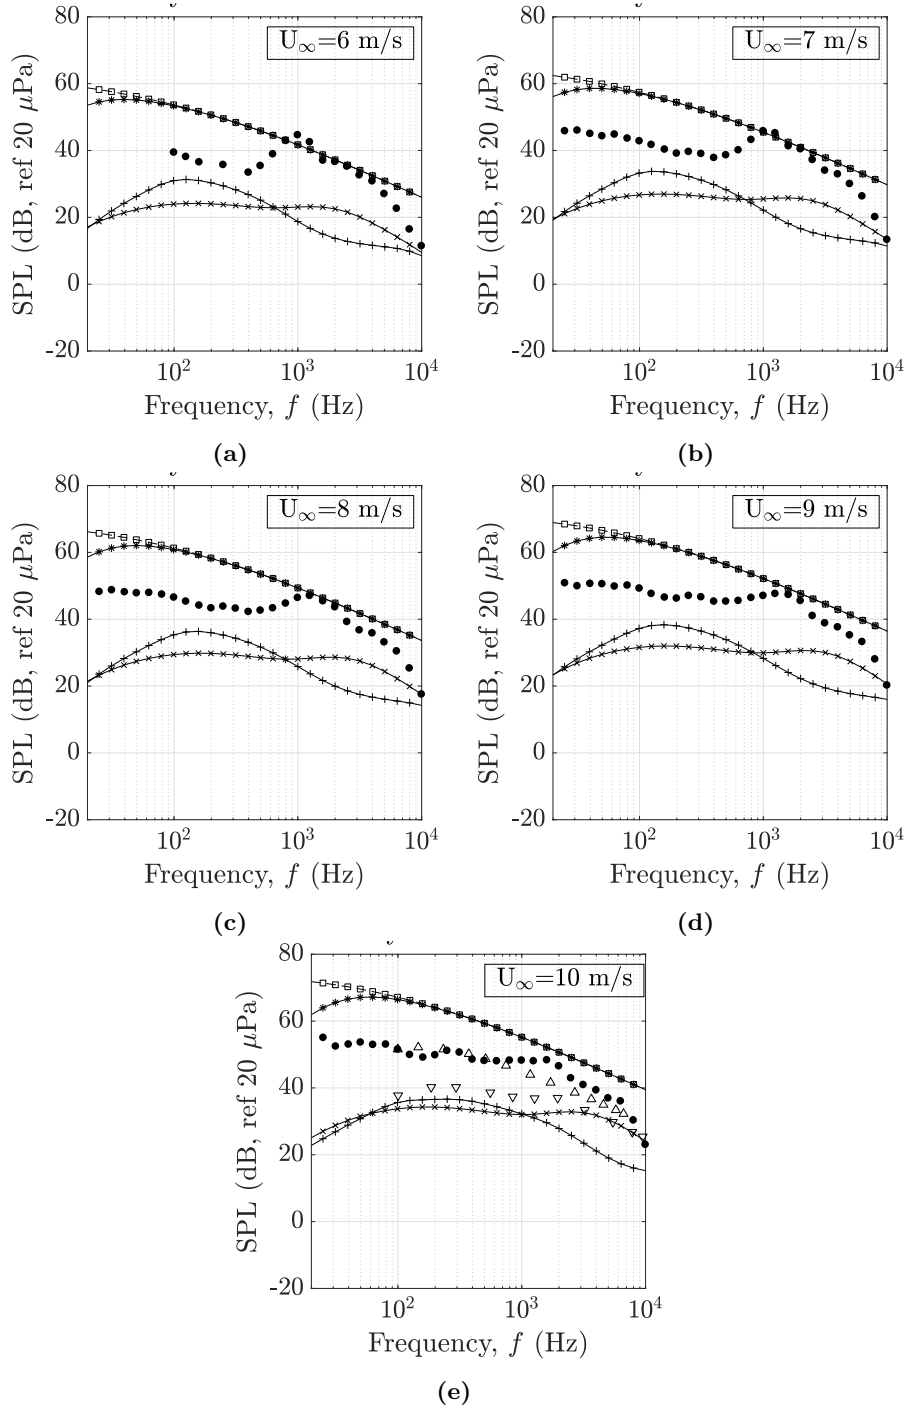 U∞=6 m/s
80
60
40
20
0
-20
10² 10³ 10⁴
SPL (dB, ref 20 μPa)
Frequency, f (Hz)
(a)
U∞=7 m/s
80
60
40
20
0
-20
10² 10³ 10⁴
SPL (dB, ref 20 μPa)
Frequency, f (Hz)
(b)
U∞=8 m/s
80
60
40
20
0
-20
10² 10³ 10⁴
SPL (dB, ref 20 μPa)
Frequency, f (Hz)
(c)
U∞=9 m/s
80
60
40
20
0
-20
10² 10³ 10⁴
SPL (dB, ref 20 μPa)
Frequency, f (Hz)
(d)
U∞=10 m/s
80
60
40
20
0
-20
10² 10³ 10⁴
SPL (dB, ref 20 μPa)
Frequency, f (Hz)
(e)